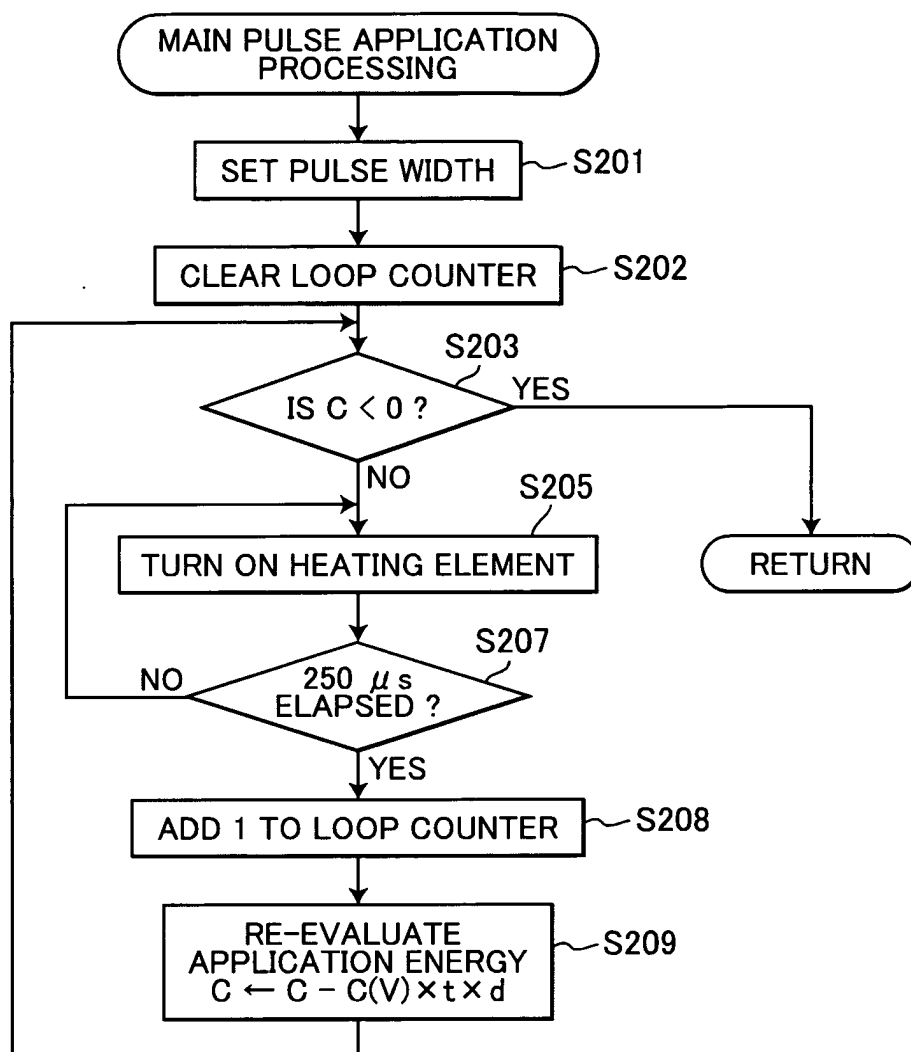 MAIN PULSE APPLICATION
PROCESSING
SET PULSE WIDTH
S201
CLEAR LOOP COUNTER
S202
S203
IS C < 0 ?
YES
NO
S205
TURN ON HEATING ELEMENT
RETURN
S207
250 μs
ELAPSED ?
NO
YES
ADD 1 TO LOOP COUNTER
S208
RE-EVALUATE
APPLICATION ENERGY
C ← C – C(V)×t×d
S209